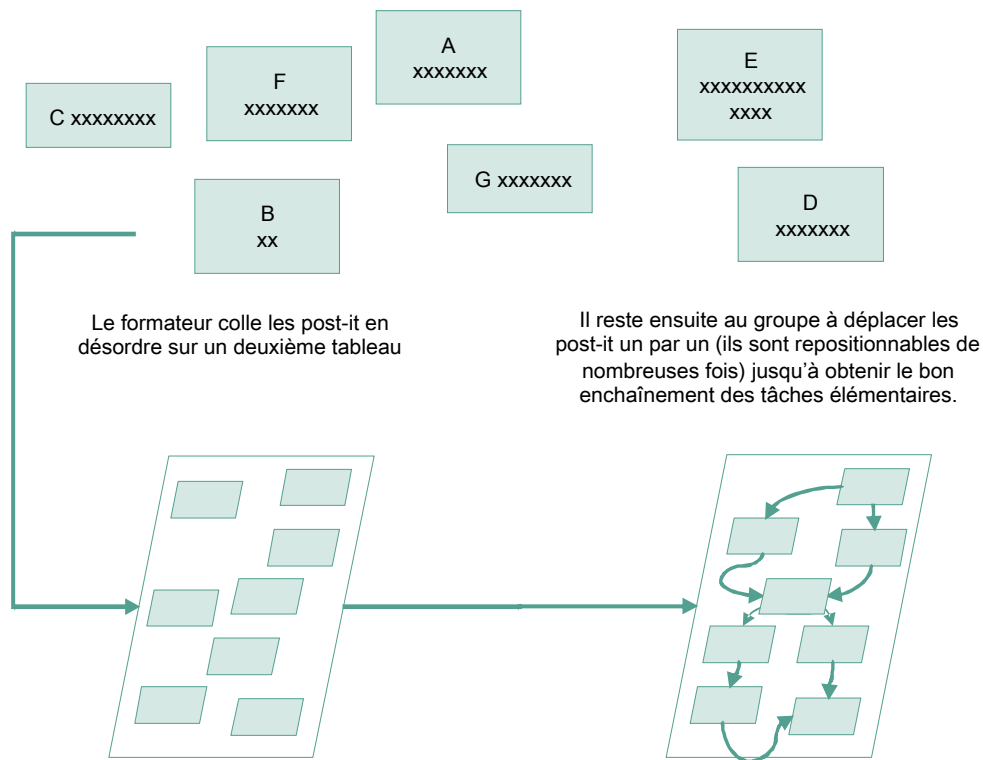 A
xxxxxxx
F
xxxxxxx
E
xxxxxxxxxx
xxxx
C xxxxxxxx
G xxxxxxx
B
xx
D
xxxxxxx
Le formateur colle les post-it en
désordre sur un deuxième tableau
Il reste ensuite au groupe à déplacer les
post-it un par un (ils sont repositionnables de
nombreuses fois) jusqu’à obtenir le bon
enchaînement des tâches élémentaires.